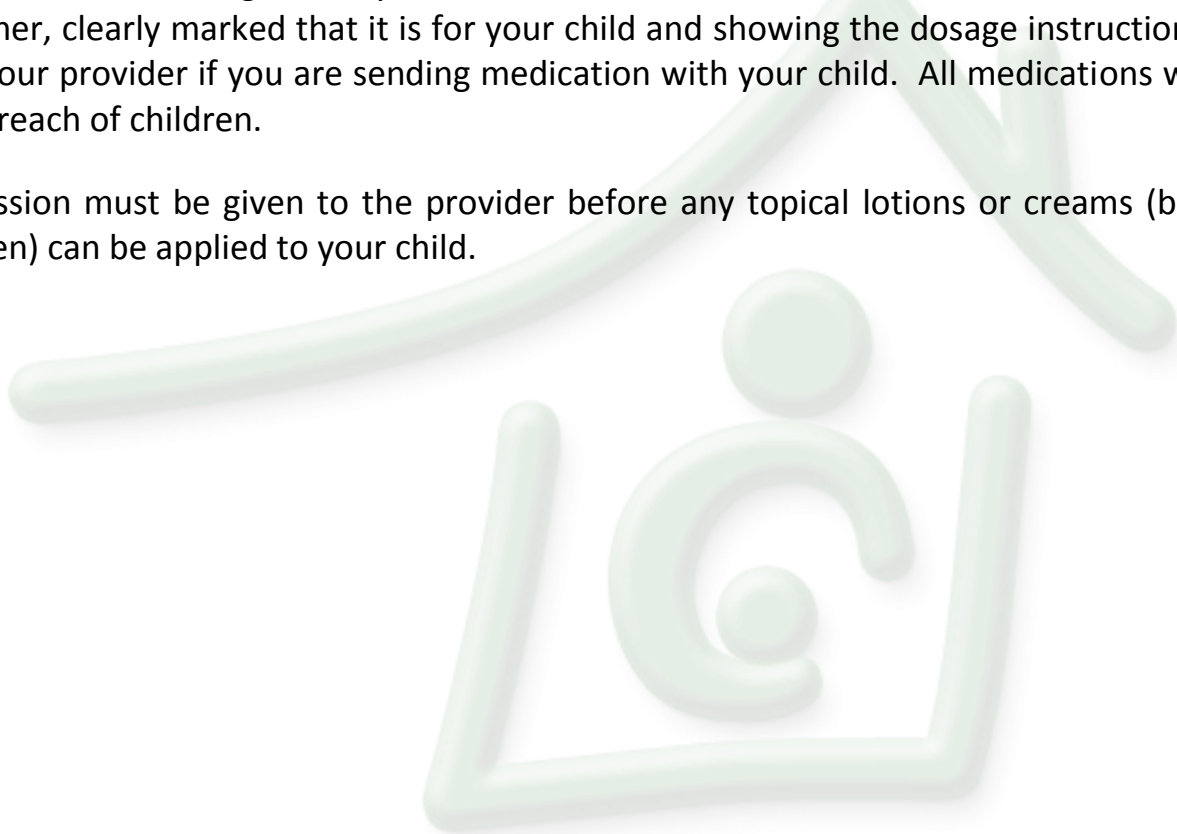 her, clearly marked that it is for your child and showing the dosage instruction
our provider if you are sending medication with your child. All medications w
reach of children.
ssion must be given to the provider before any topical lotions or creams (b
en) can be applied to your child.